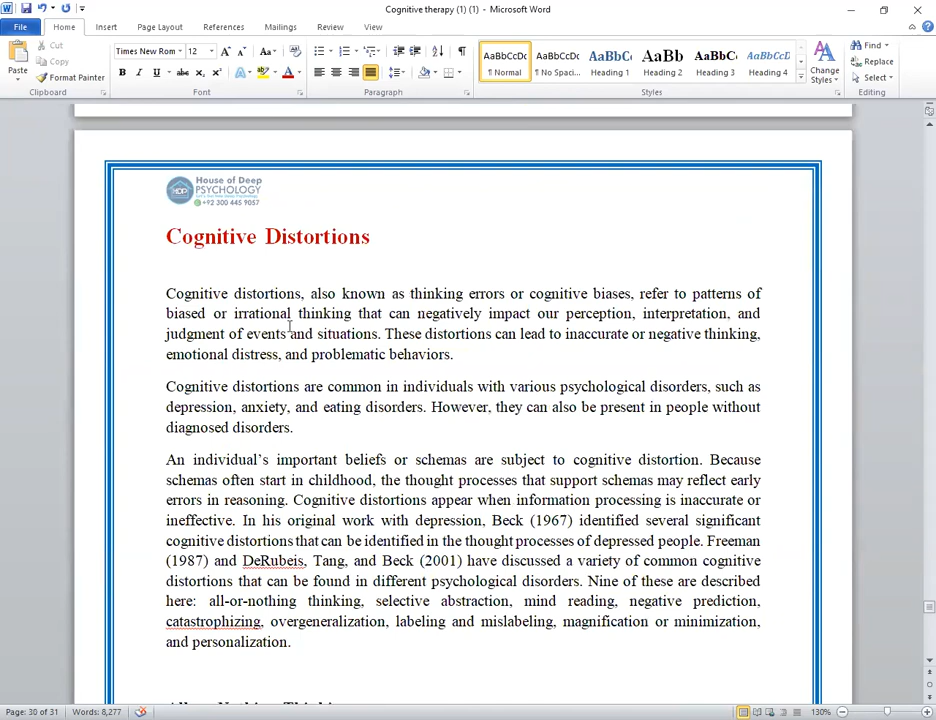 Cognitive therapy (1) (1) - Microsoft Word
File Home Insert Page Layout References Mailings Review View
Paste
Cut
Copy
Format Painter
Clipboard
Times New Rom 12
Font
Paragraph
AaBbCcDc AaBbCcDc AaBbC AaBb AaBbC AaBbCcD
¶ Normal ¶ No Spaci... Heading 1 Heading 2 Heading 3 Heading 4
Styles
Change
Styles
Find
Replace
Select
Editing
House of Deep
PSYCHOLOGY
+92 300 445 9057
Cognitive Distortions
Cognitive distortions, also known as thinking errors or cognitive biases, refer to patterns of
biased or irrational thinking that can negatively impact our perception, interpretation, and
judgment of events and situations. These distortions can lead to inaccurate or negative thinking,
emotional distress, and problematic behaviors.
Cognitive distortions are common in individuals with various psychological disorders, such as
depression, anxiety, and eating disorders. However, they can also be present in people without
diagnosed disorders.
An individual's important beliefs or schemas are subject to cognitive distortion. Because
schemas often start in childhood, the thought processes that support schemas may reflect early
errors in reasoning. Cognitive distortions appear when information processing is inaccurate or
ineffective. In his original work with depression, Beck (1967) identified several significant
cognitive distortions that can be identified in the thought processes of depressed people. Freeman
(1987) and DeRubeis, Tang, and Beck (2001) have discussed a variety of common cognitive
distortions that can be found in different psychological disorders. Nine of these are described
here: all-or-nothing thinking, selective abstraction, mind reading, negative prediction,
catastrophizing, overgeneralization, labeling and mislabeling, magnification or minimization,
and personalization.
Page: 30 of 31 Words: 8,277 130%